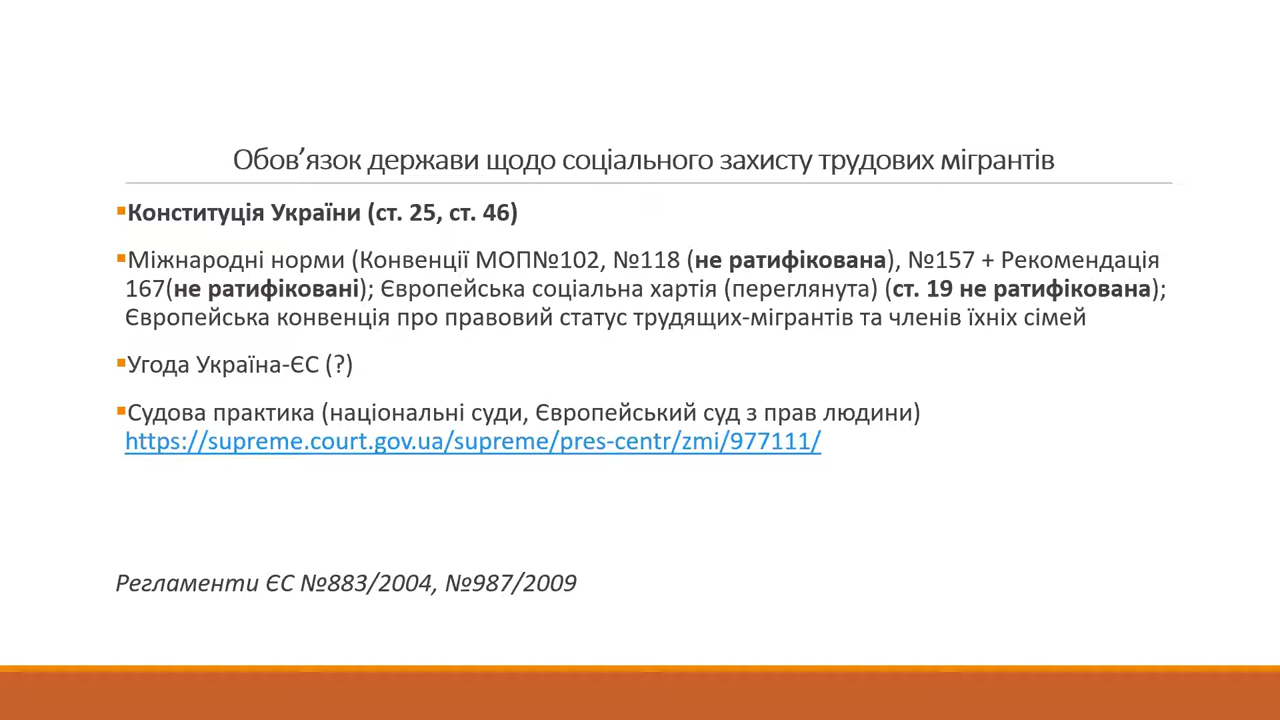 Обов’язок держави щодо соціального захисту трудових мігрантів
▪Конституція України (ст. 25, ст. 46)
▪Міжнародні норми (Конвенції МОП№102, №118 (не ратифікована), №157 + Рекомендація
167(не ратифіковані); Європейська соціальна хартія (переглянута) (ст. 19 не ратифікована);
Європейська конвенція про правовий статус трудящих-мігрантів та членів їхніх сімей
▪Угода Україна-ЄС (?)
▪Судова практика (національні суди, Європейський суд з прав людини)
https://supreme.court.gov.ua/supreme/pres-centr/zmi/977111/
Регламенти ЄС №883/2004, №987/2009